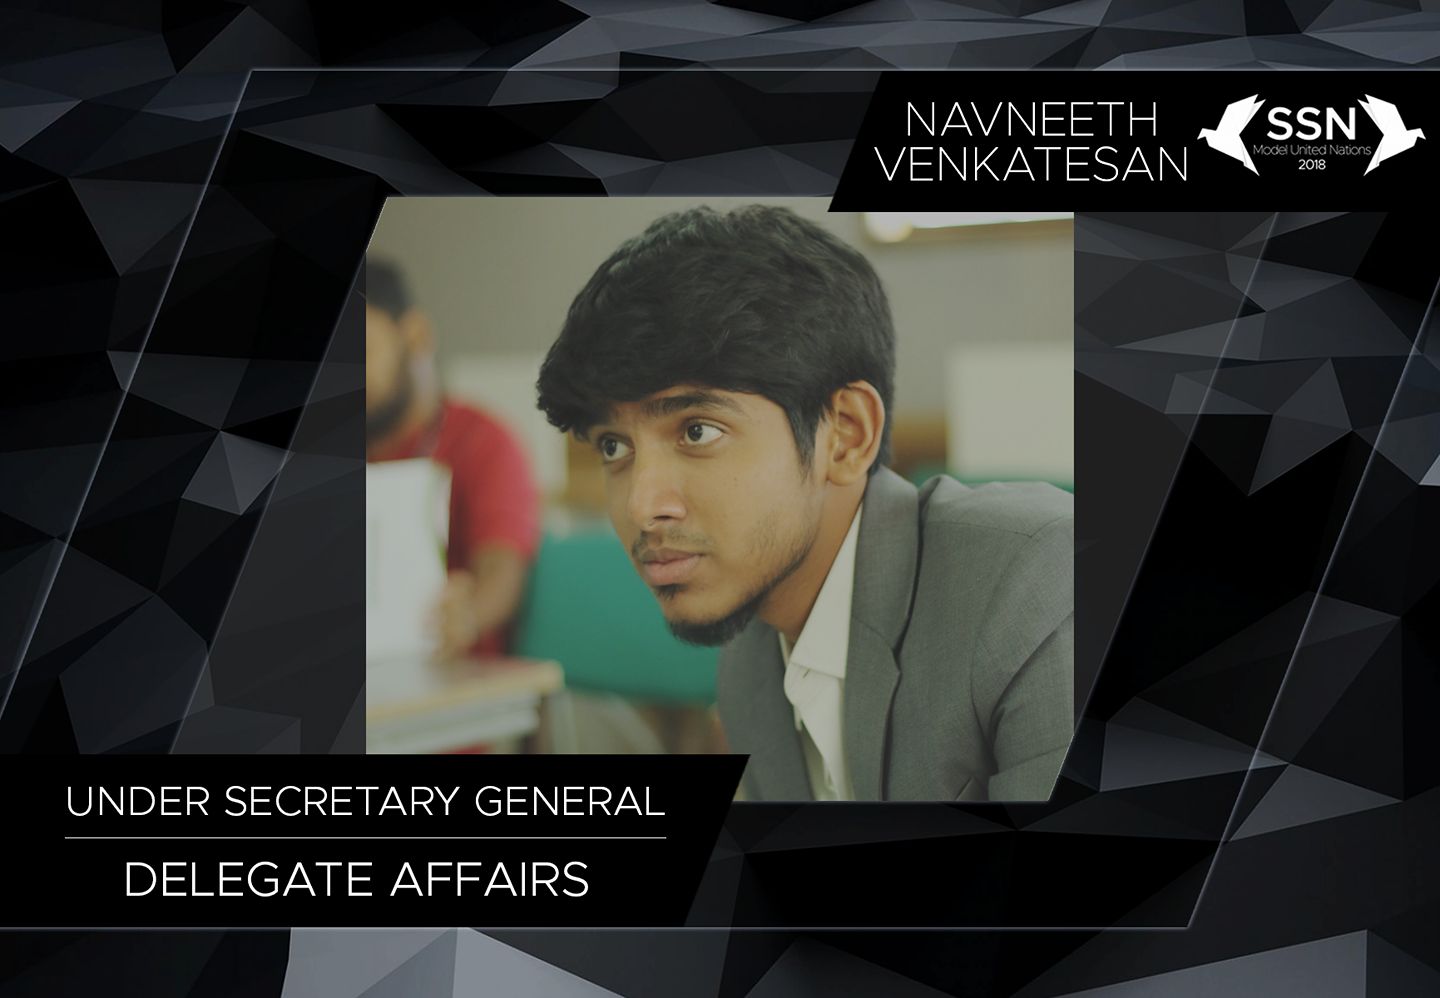 NAVNEETH
VENKATESAN
SSN
Model United Nations
2018
UNDER SECRETARY GENERAL
DELEGATE AFFAIRS